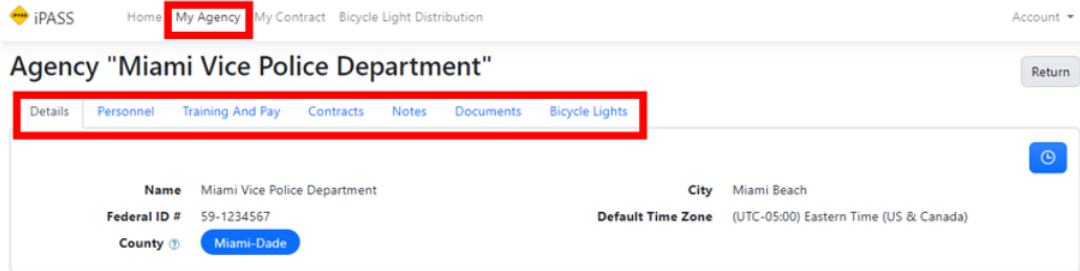 iPASS Home My Agency My Contract Bicycle Light Distribution Account
Agency "Miami Vice Police Department"
Return
Details Personnel Training And Pay Contracts Notes Documents Bicycle Lights
Name Miami Vice Police Department City Miami Beach
Federal ID # 59-1234567 Default Time Zone (UTC-05:00) Eastern Time (US & Canada)
County ? Miami-Dade